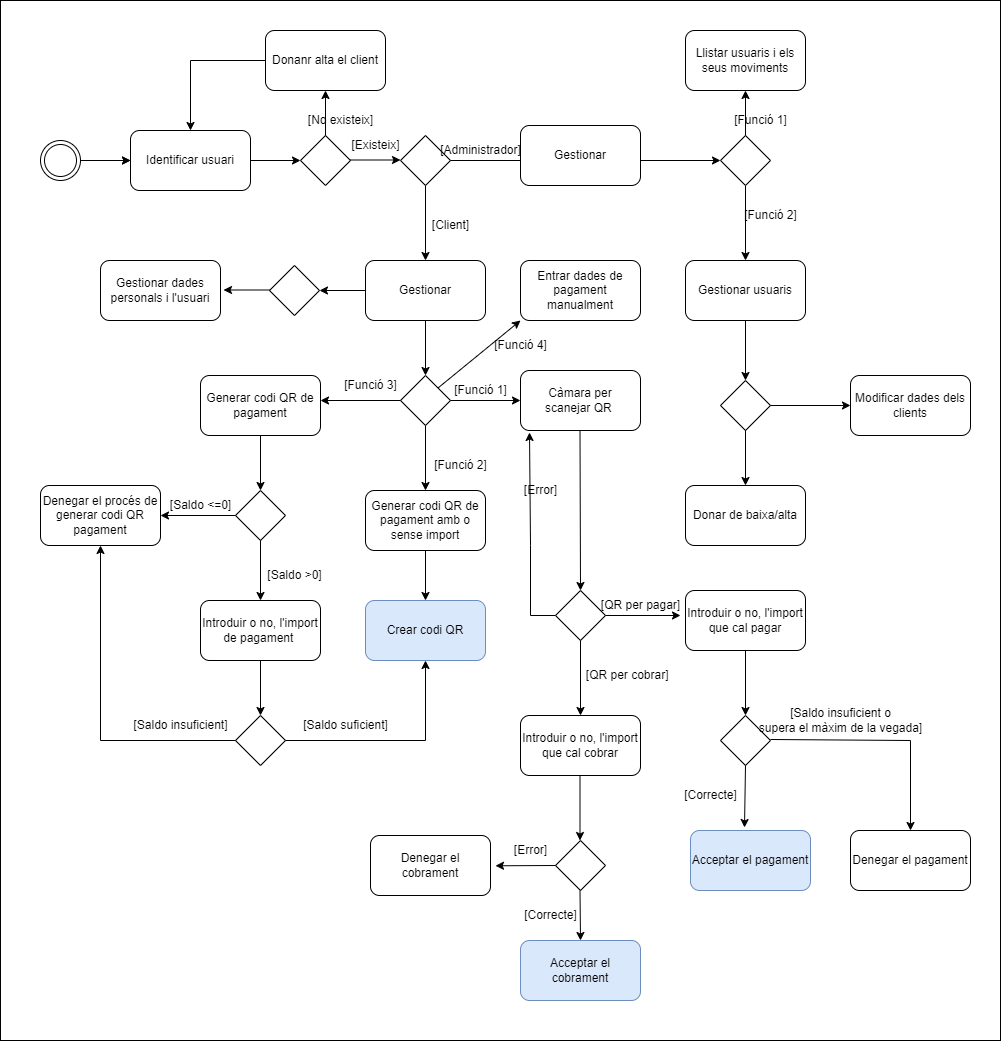 Donanr alta el client
Llistar usuaris i els
seus moviments
[No existeix]
[Funció 1]
Identificar usuari
[Existeix]
[Administrador]
Gestionar
[Client]
[Funció 2]
Gestionar dades
personals i l'usuari
Gestionar
Entrar dades de
pagament
manualment
Gestionar usuaris
[Funció 4]
Generar codi QR de
pagament
[Funció 3]
[Funció 1]
Càmara per
scanejar QR
Modificar dades dels
clients
[Funció 2]
Denegar el procés de
generar codi QR
pagament
[Saldo <=0]
Generar codi QR de
pagament amb o
sense import
[Error]
Donar de baixa/alta
[Saldo >0]
Introduir o no, l'import
de pagament
Crear codi QR
[QR per pagar]
Introduir o no, l'import
que cal pagar
[QR per cobrar]
[Saldo insuficient]
[Saldo suficient]
Introduir o no, l'import
que cal cobrar
[Saldo insuficient o
supera el màxim de la vegada]
[Correcte]
Denegar el
cobrament
[Error]
Acceptar el pagament
Denegar el pagament
[Correcte]
Acceptar el
cobrament